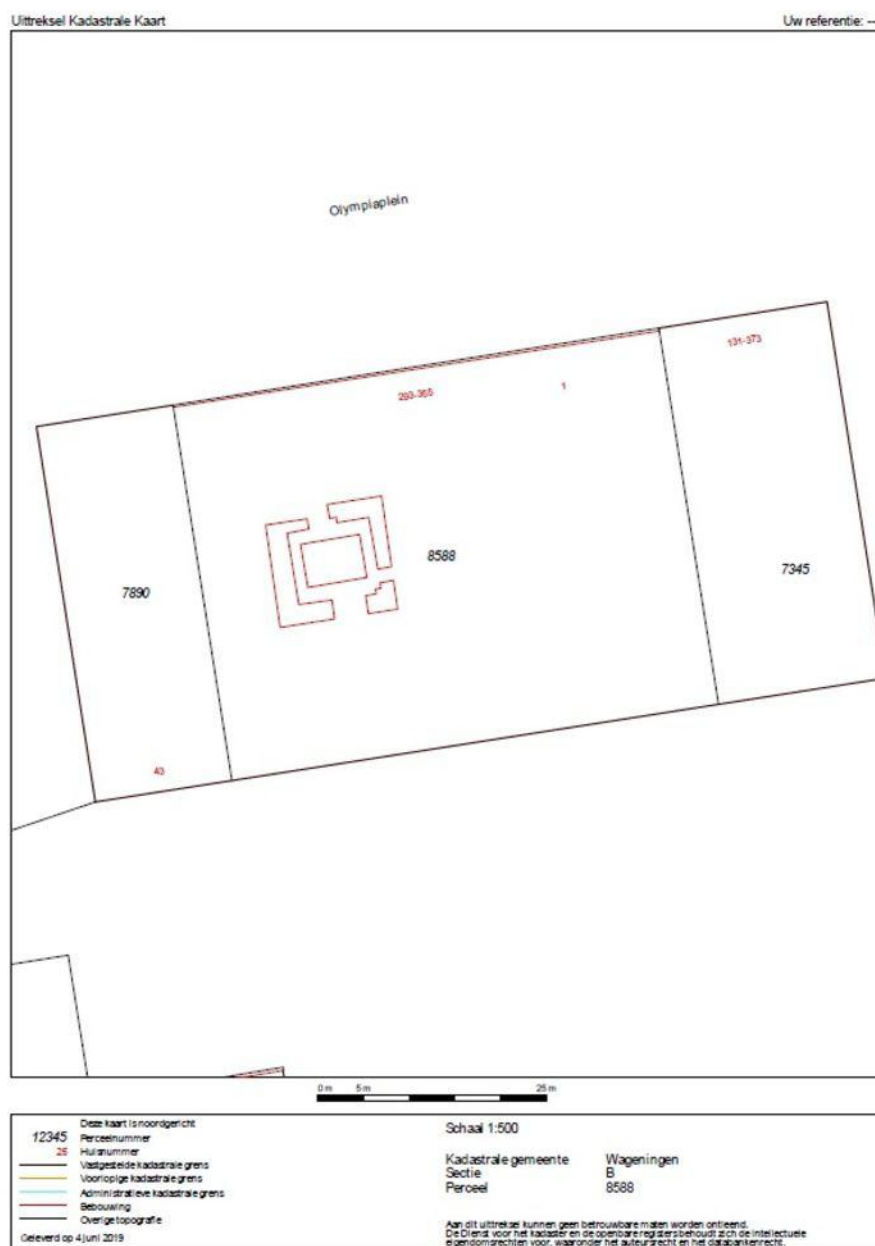 Uittreksel Kadastrale Kaart
Uw referentie: --
Olympiaplein
131-373
293-365
1
8588
7890
7345
43
0 m 5 m 25 m
Deze kaart is noordgericht
12345 Perceelnummer
25 Huisnummer
Vastgestelde kadastrale grens
Voorlopige kadastrale grens
Administratieve kadastrale grens
Bebouwing
Overige topografie
Geleverd op 4 juni 2019
Schaal 1:500
Kadastrale gemeente Wageningen
Sectie B
Perceel 8588
Aan dit uittreksel kunnen geen betrouwbare maten worden ontleend.
De Dienst voor het kadaster en de openbare registers behoudt zich de intellectuele
eigendomsrechten voor, waaronder het auteursrecht en het databankenrecht.